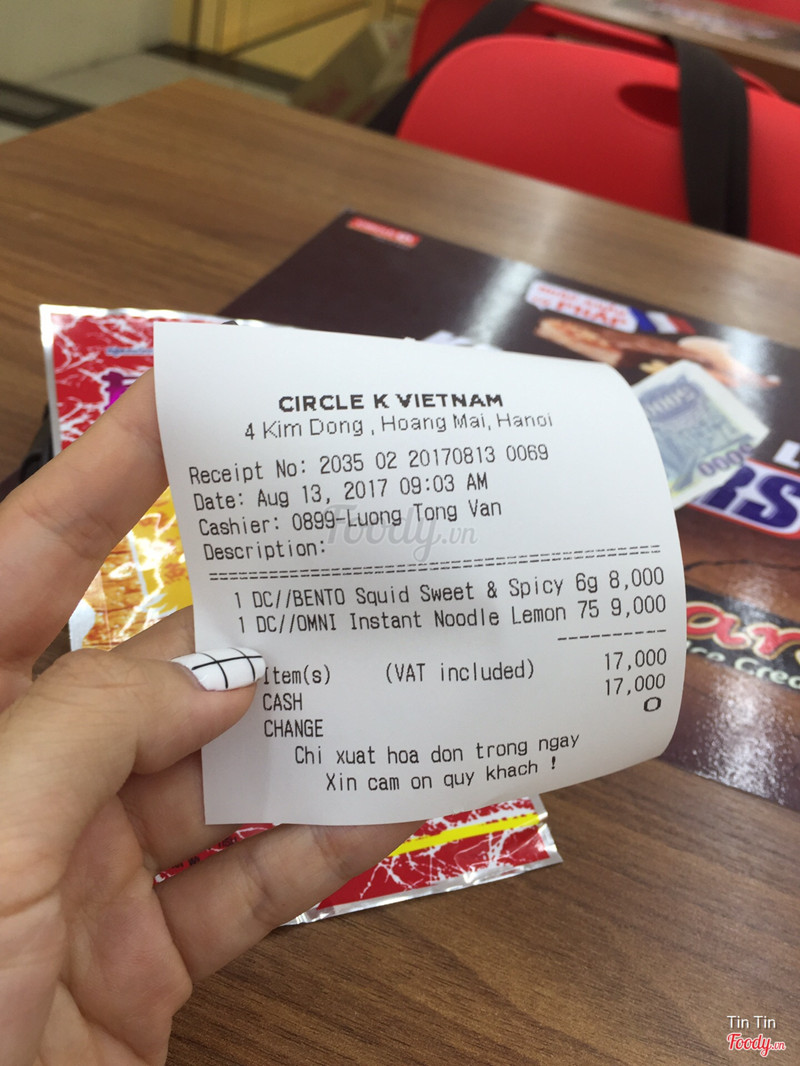 CIRCLE K VIETNAM
4 Kim Dong , Hoang Mai, Hanoi
Receipt No: 2035 02 20170813 0069
Date: Aug 13, 2017 09:03 AM
Cashier: 0899-Luong Tong Van
Description:
1 DC//BENTO Squid Sweet & Spicy 6g 8,000
1 DC//OMNI Instant Noodle Lemon 75 9,000
Item(s) (VAT included) 17,000
CASH 17,000
CHANGE 0
Chi xuat hoa don trong ngay
Xin cam on quy khach !
Foody.vn
5000
Tin Tin
Foody.vn